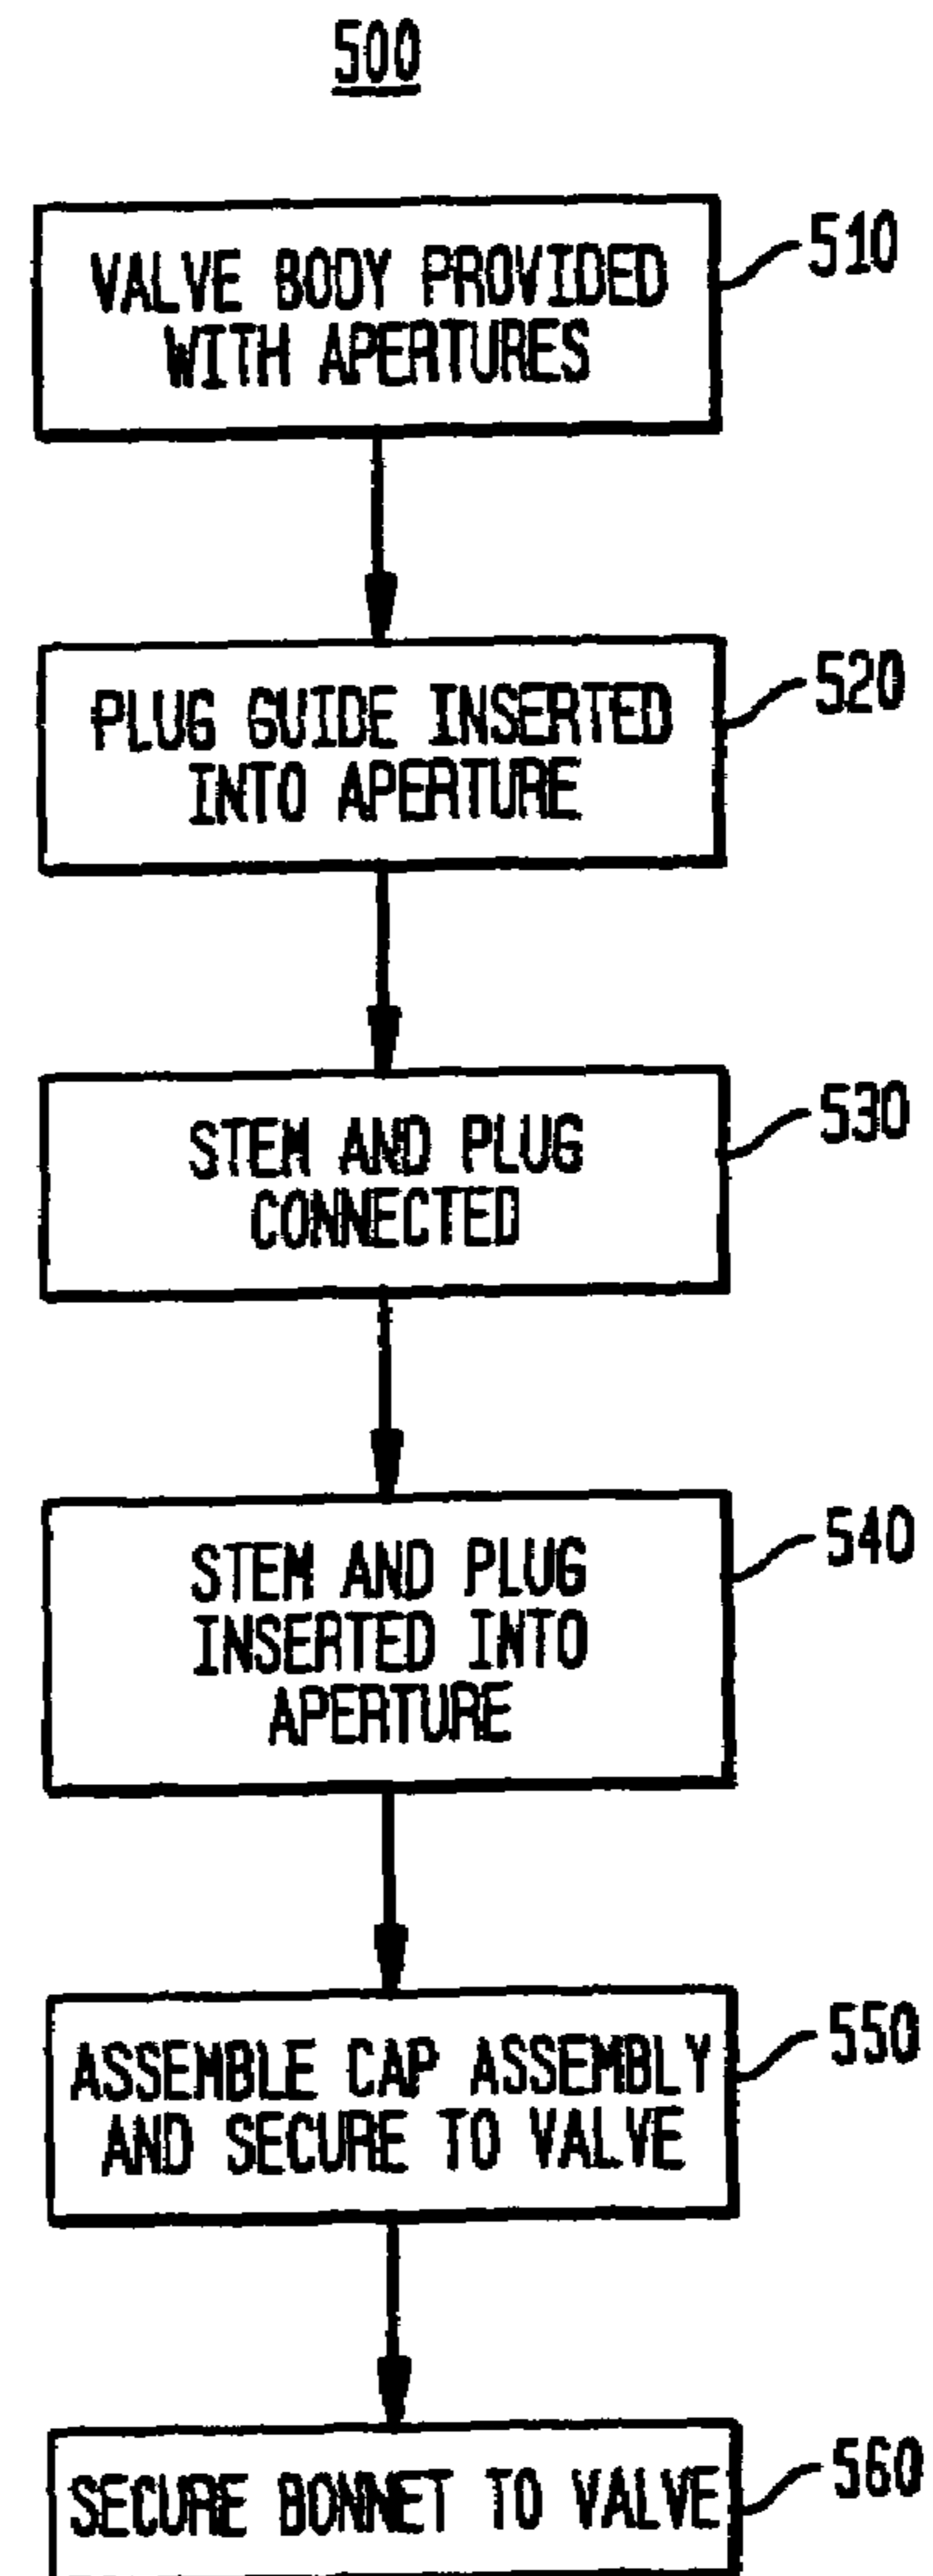 500
VALVE BODY PROVIDED
WITH APERTURES
510
PLUG GUIDE INSERTED
INTO APERTURE
520
STEM AND PLUG
CONNECTED
530
STEM AND PLUG
INSERTED INTO
APERTURE
540
ASSEMBLE CAP ASSEMBLY
AND SECURE TO VALVE
550
SECURE BONNET TO VALVE
560